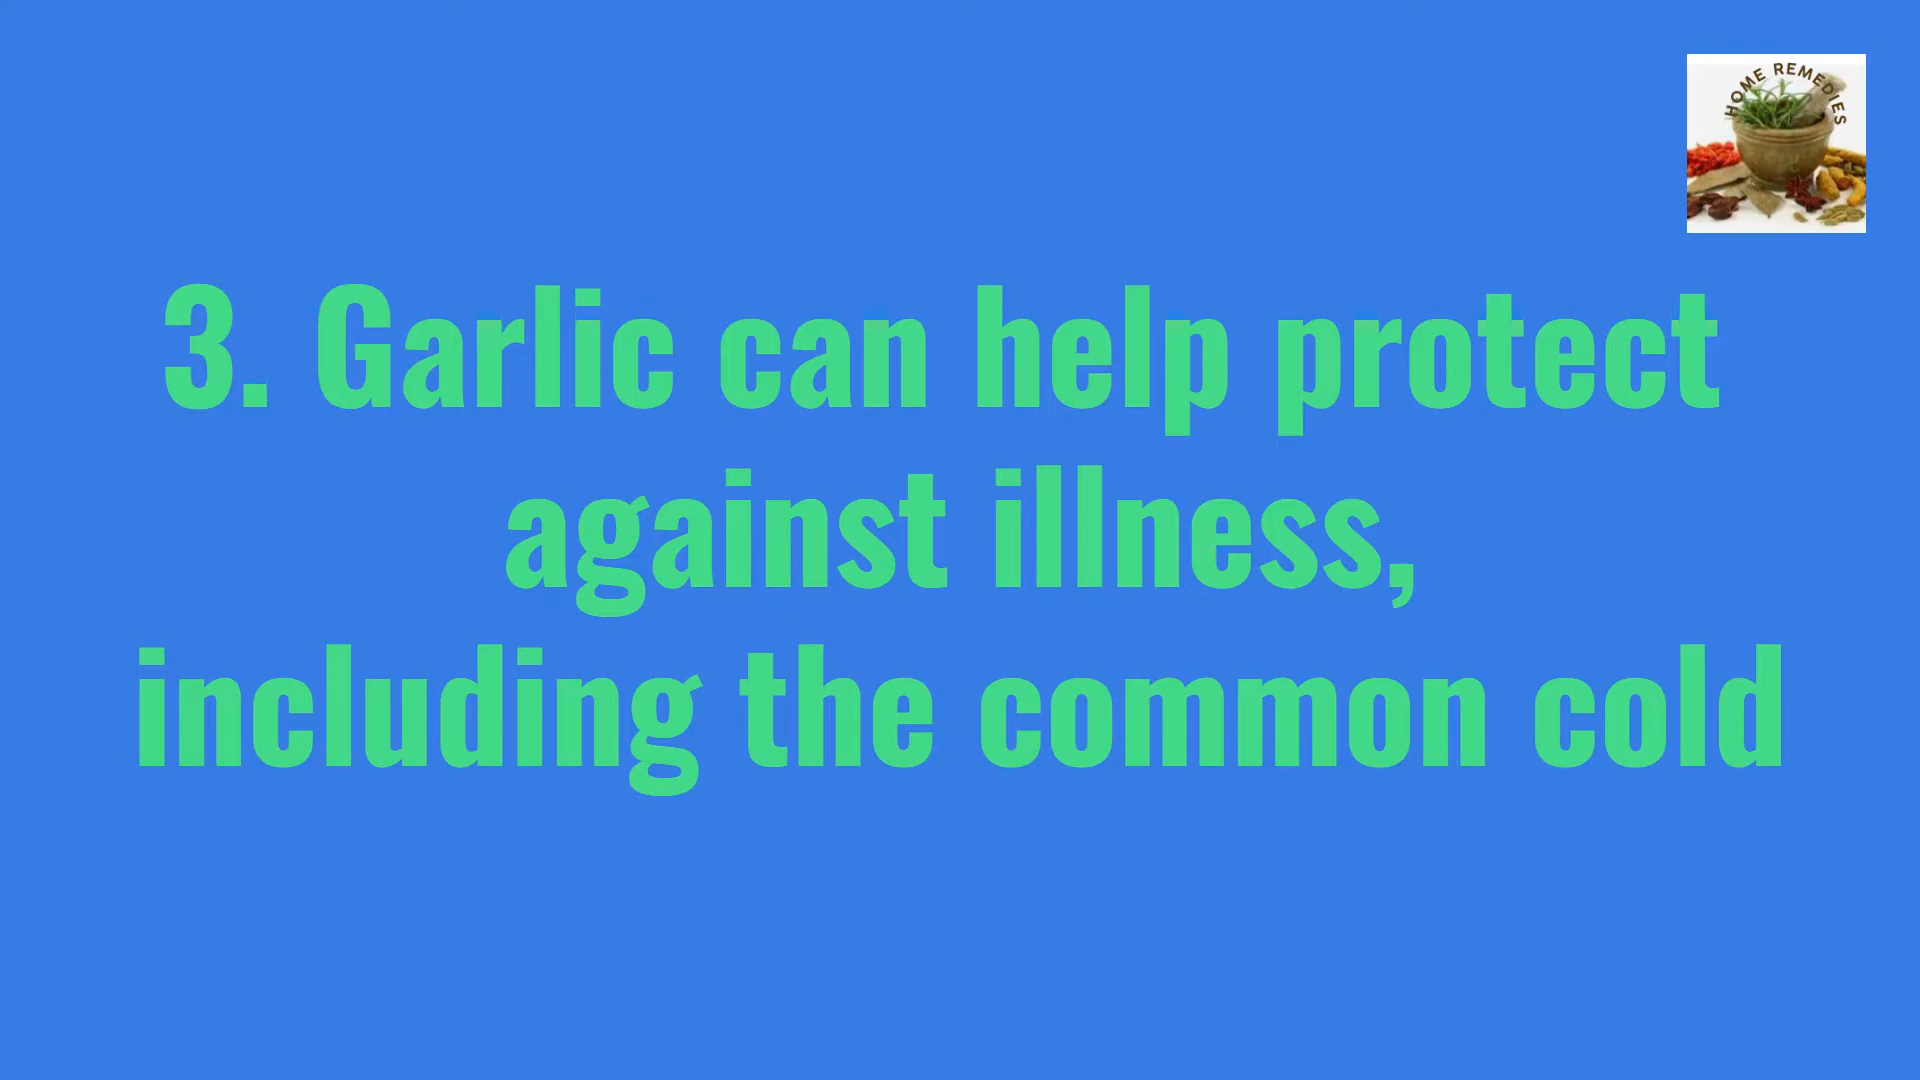 HOME REMEDIES
3. Garlic can help protect
against illness,
including the common cold